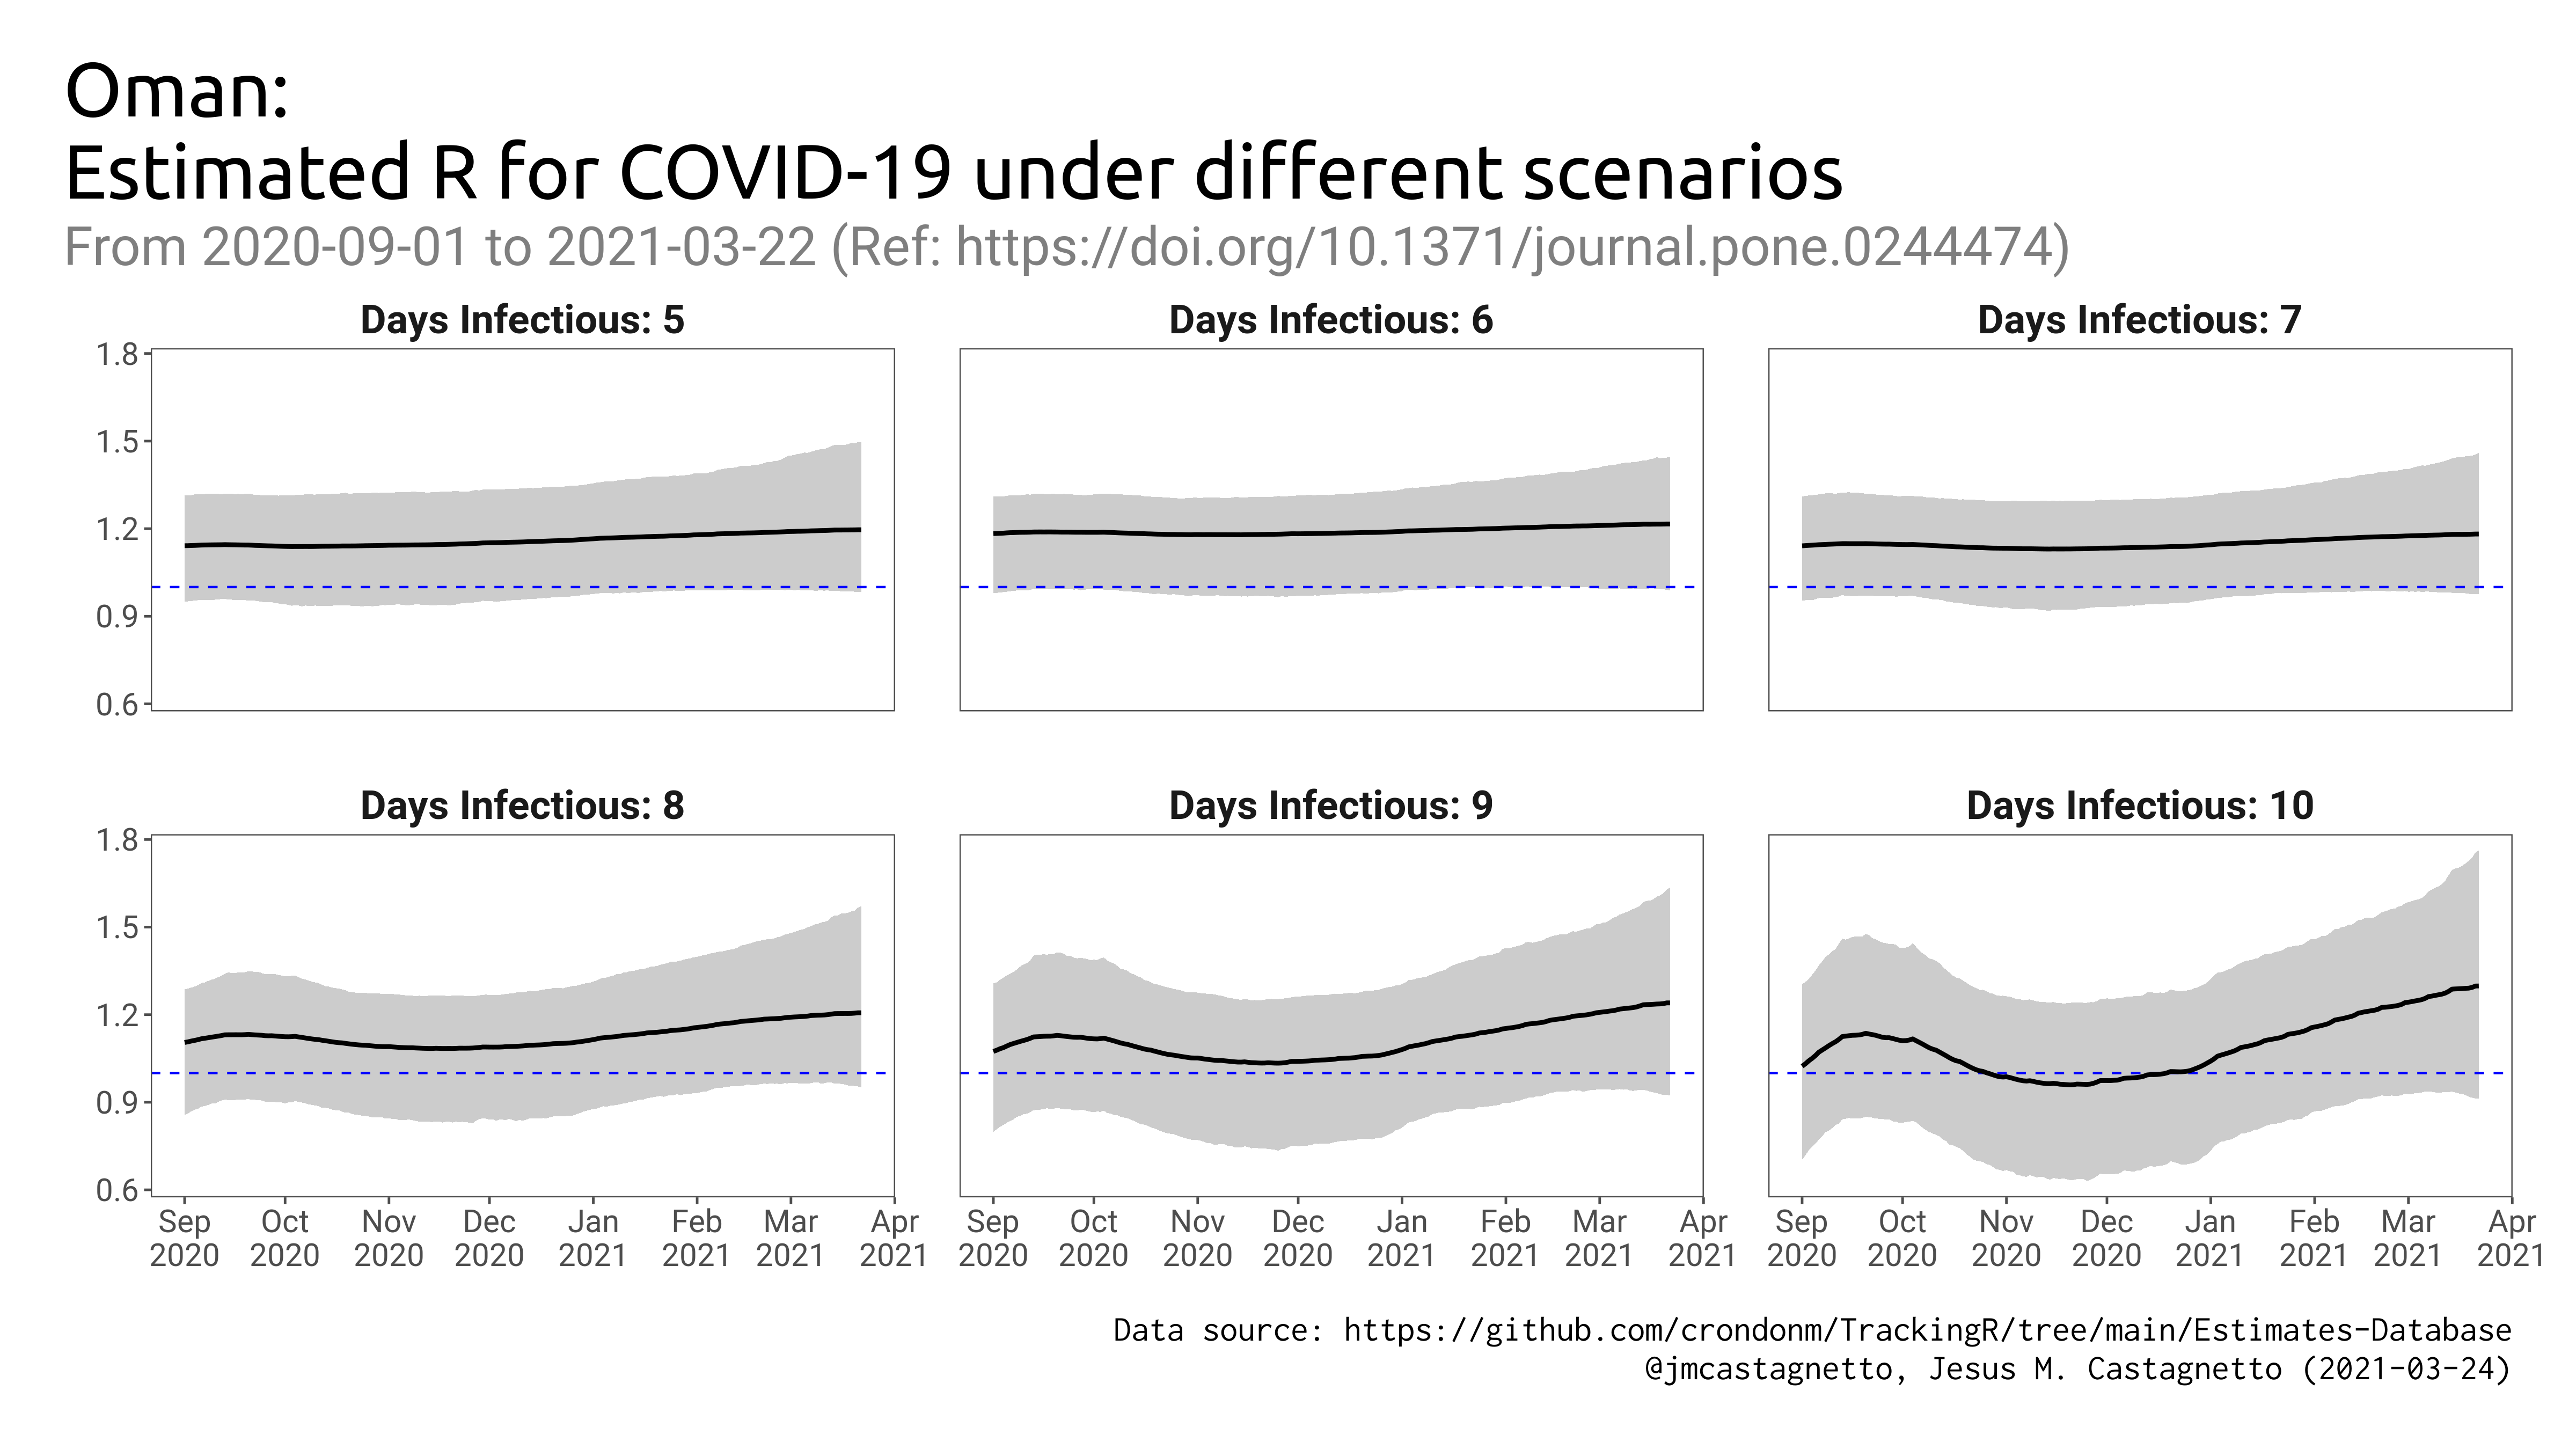 Oman:
Estimated R for COVID-19 under different scenarios
From 2020-09-01 to 2021-03-22 (Ref: https://doi.org/10.1371/journal.pone.0244474)
Days Infectious: 5
Days Infectious: 6
Days Infectious: 7
1.8
1.5
1.2
0.9
0.6
Days Infectious: 8
Days Infectious: 9
Days Infectious: 10
1.8
1.5
1.2
0.9
0.6
Sep Oct Nov Dec Jan Feb Mar Apr
2020 2020 2020 2020 2021 2021 2021 2021
Sep Oct Nov Dec Jan Feb Mar Apr
2020 2020 2020 2020 2021 2021 2021 2021
Sep Oct Nov Dec Jan Feb Mar Apr
2020 2020 2020 2020 2021 2021 2021 2021
Data source: https://github.com/crondonm/TrackingR/tree/main/Estimates-Database
@jmcastagnetto, Jesus M. Castagnetto (2021-03-24)